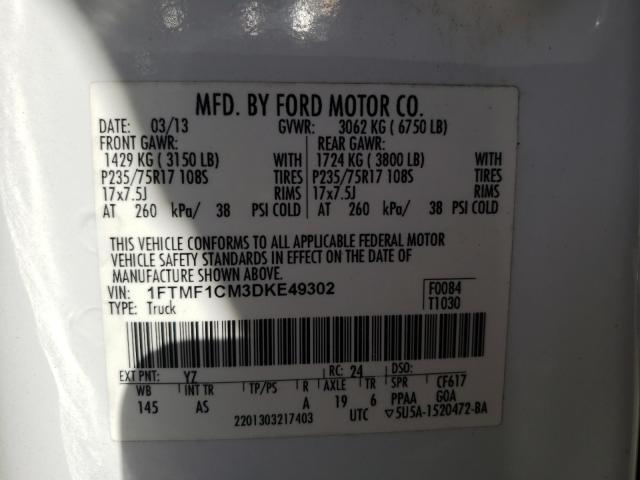 MFD. BY FORD MOTOR CO.
DATE: 03/13 GVWR: 3062 KG ( 6750 LB)
FRONT GAWR: REAR GAWR:
1429 KG ( 3150 LB) WITH 1724 KG ( 3800 LB) WITH
P235/75R17 108S TIRES P235/75R17 108S TIRES
17x7.5J RIMS 17x7.5J RIMS
AT 260 kPa/ 38 PSI COLD AT 260 kPa/ 38 PSI COLD
THIS VEHICLE CONFORMS TO ALL APPLICABLE FEDERAL MOTOR
VEHICLE SAFETY STANDARDS IN EFFECT ON THE DATE OF
MANUFACTURE SHOWN ABOVE.
VIN: 1FTMF1CM3DKE49302 F0084
TYPE: Truck T1030
EXT PNT: YZ RC: 24 DSO:
WB INT TR TP/PS R AXLE TR SPR CF617
145 AS A 19 6 PPAA GOA
2201303217403 UTC ▽5U5A-1520472-BA